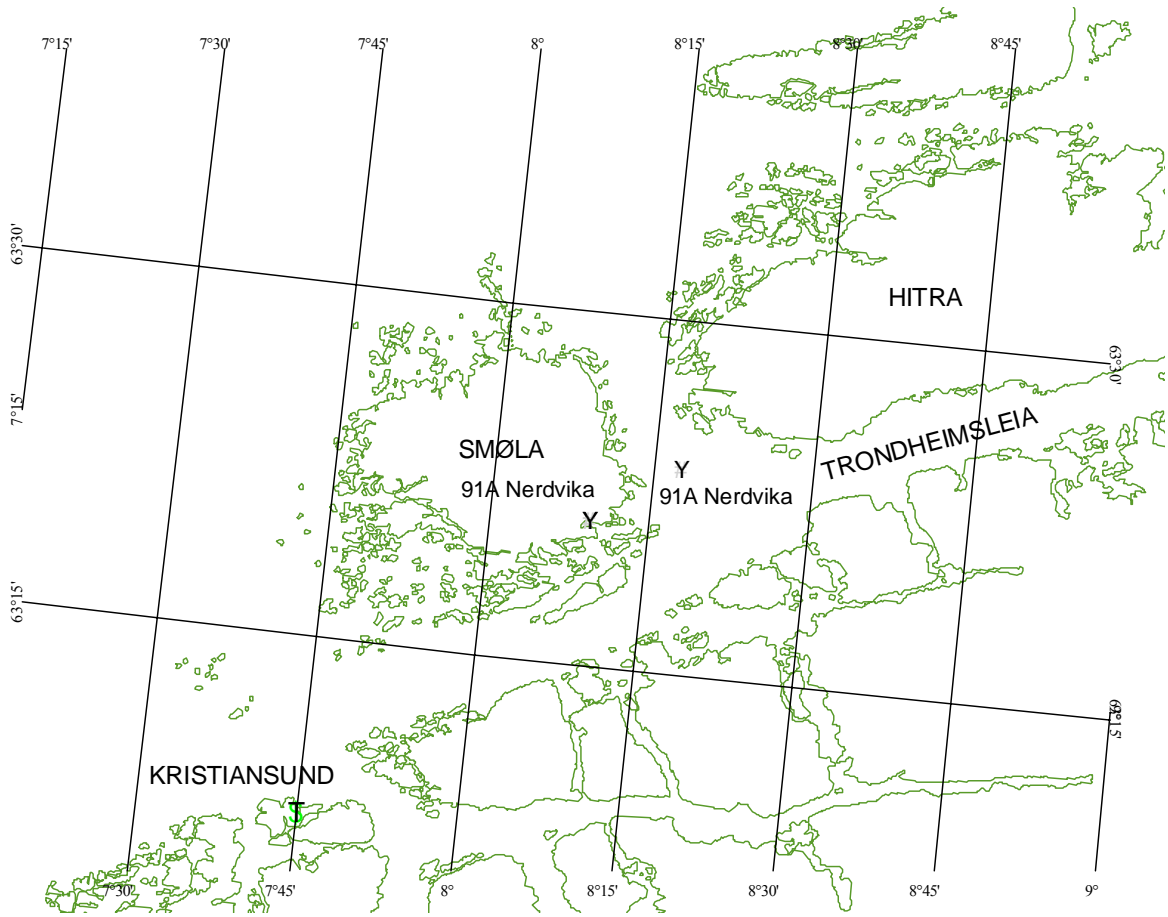 7°15'
7°30'
7°45'
8°
8°15'
8°30'
8°45'
63°30'
HITRA
63°30'
7°15'
TRONDHEIMSLEIA
SMØLA
Y
91A Nerdvika
91A Nerdvika
Y
63°15'
KRISTIANSUND
T
S
7°30'
7°45'
8°
8°15'
8°30'
8°45'
9°